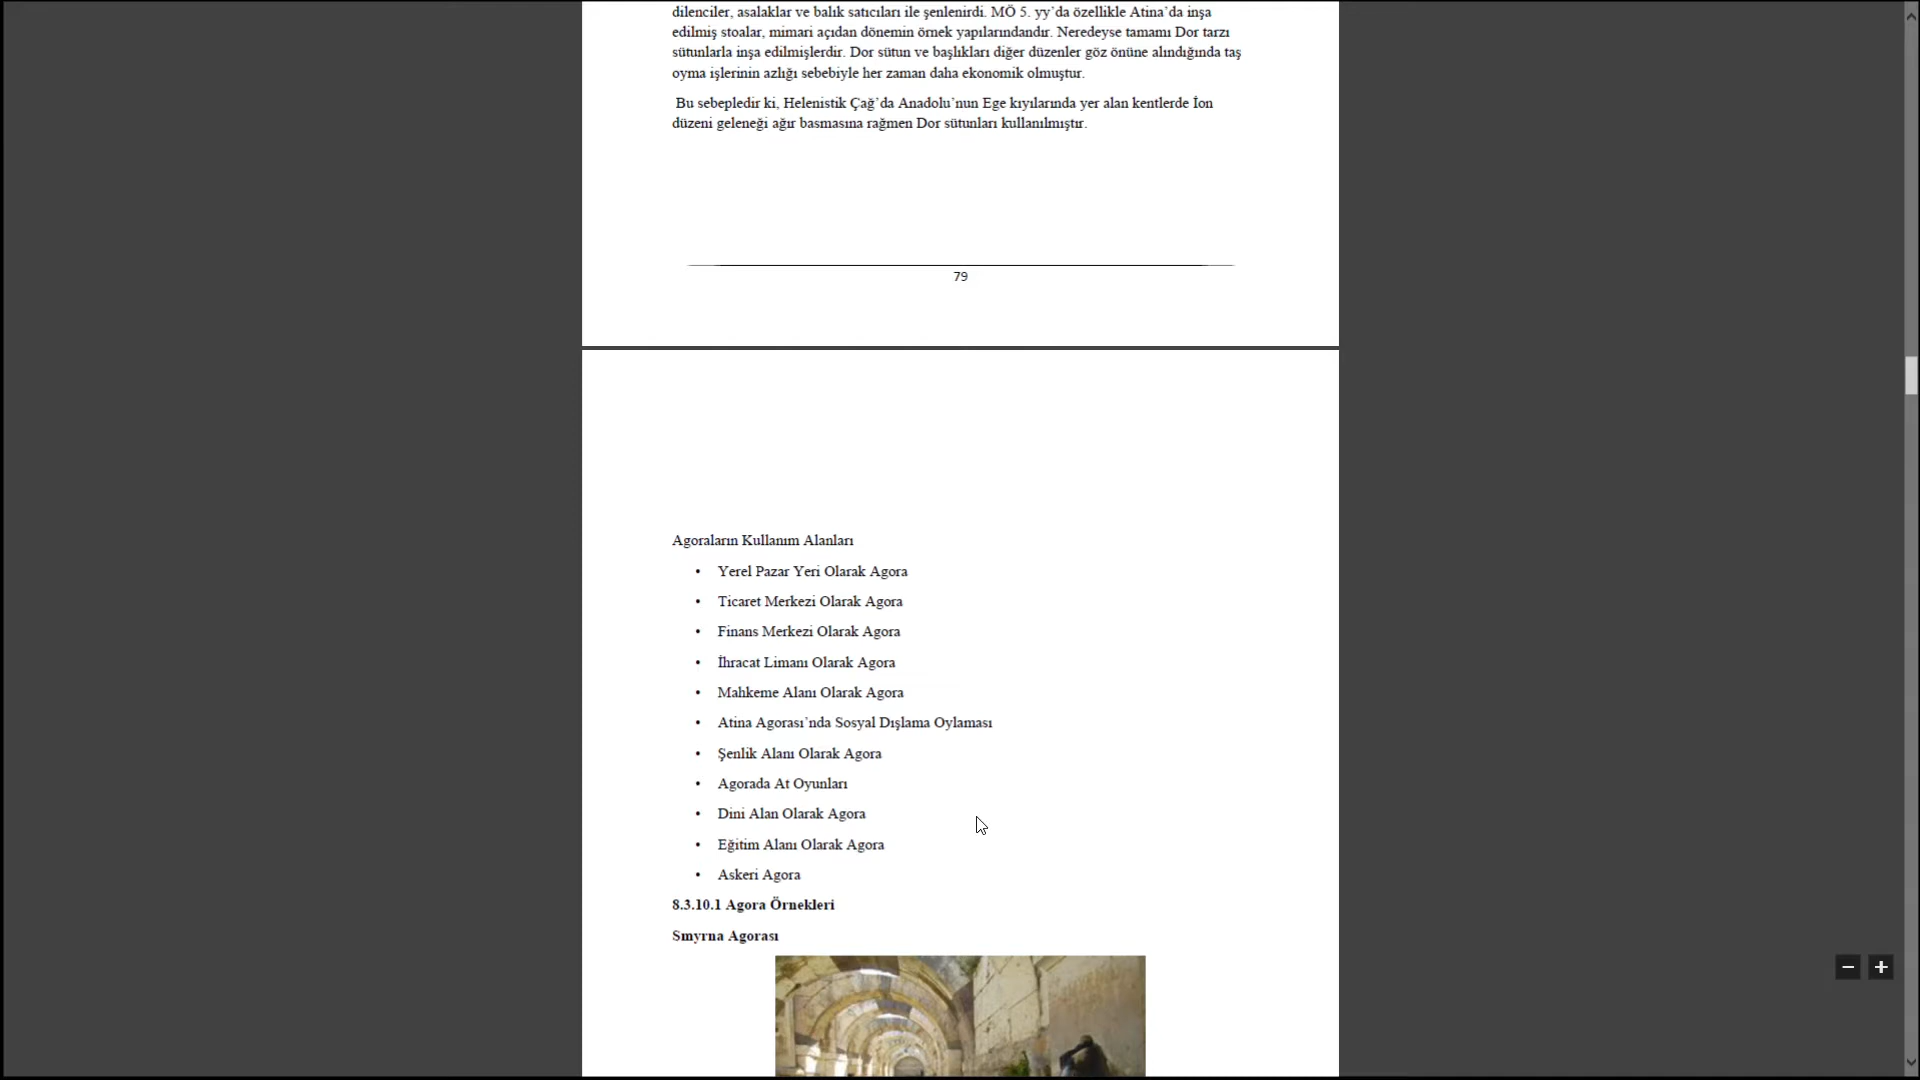 dilenciler, asalaklar ve balık satıcıları ile şenlenirdi. MÖ 5. yy’da özellikle Atina’da inşa
edilmiş stoalar, mimari açıdan dönemin örnek yapılarındandır. Neredeyse tamamı Dor tarzı
sütunlarla inşa edilmişlerdir. Dor sütun ve başlıkları diğer düzenler göz önüne alındığında taş
oyma işlerinin azlığı sebebiyle her zaman daha ekonomik olmuştur.
Bu sebepledir ki, Helenistik Çağ’da Anadolu’nun Ege kıyılarında yer alan kentlerde İon
düzeni geleneği ağır basmasına rağmen Dor sütunları kullanılmıştır.
79
Agoraların Kullanım Alanları
• Yerel Pazar Yeri Olarak Agora
• Ticaret Merkezi Olarak Agora
• Finans Merkezi Olarak Agora
• İhracat Limanı Olarak Agora
• Mahkeme Alanı Olarak Agora
• Atina Agorası’nda Sosyal Dışlama Oylaması
• Şenlik Alanı Olarak Agora
• Agorada At Oyunları
• Dini Alan Olarak Agora
• Eğitim Alanı Olarak Agora
• Askeri Agora
8.3.10.1 Agora Örnekleri
Smyrna Agorası